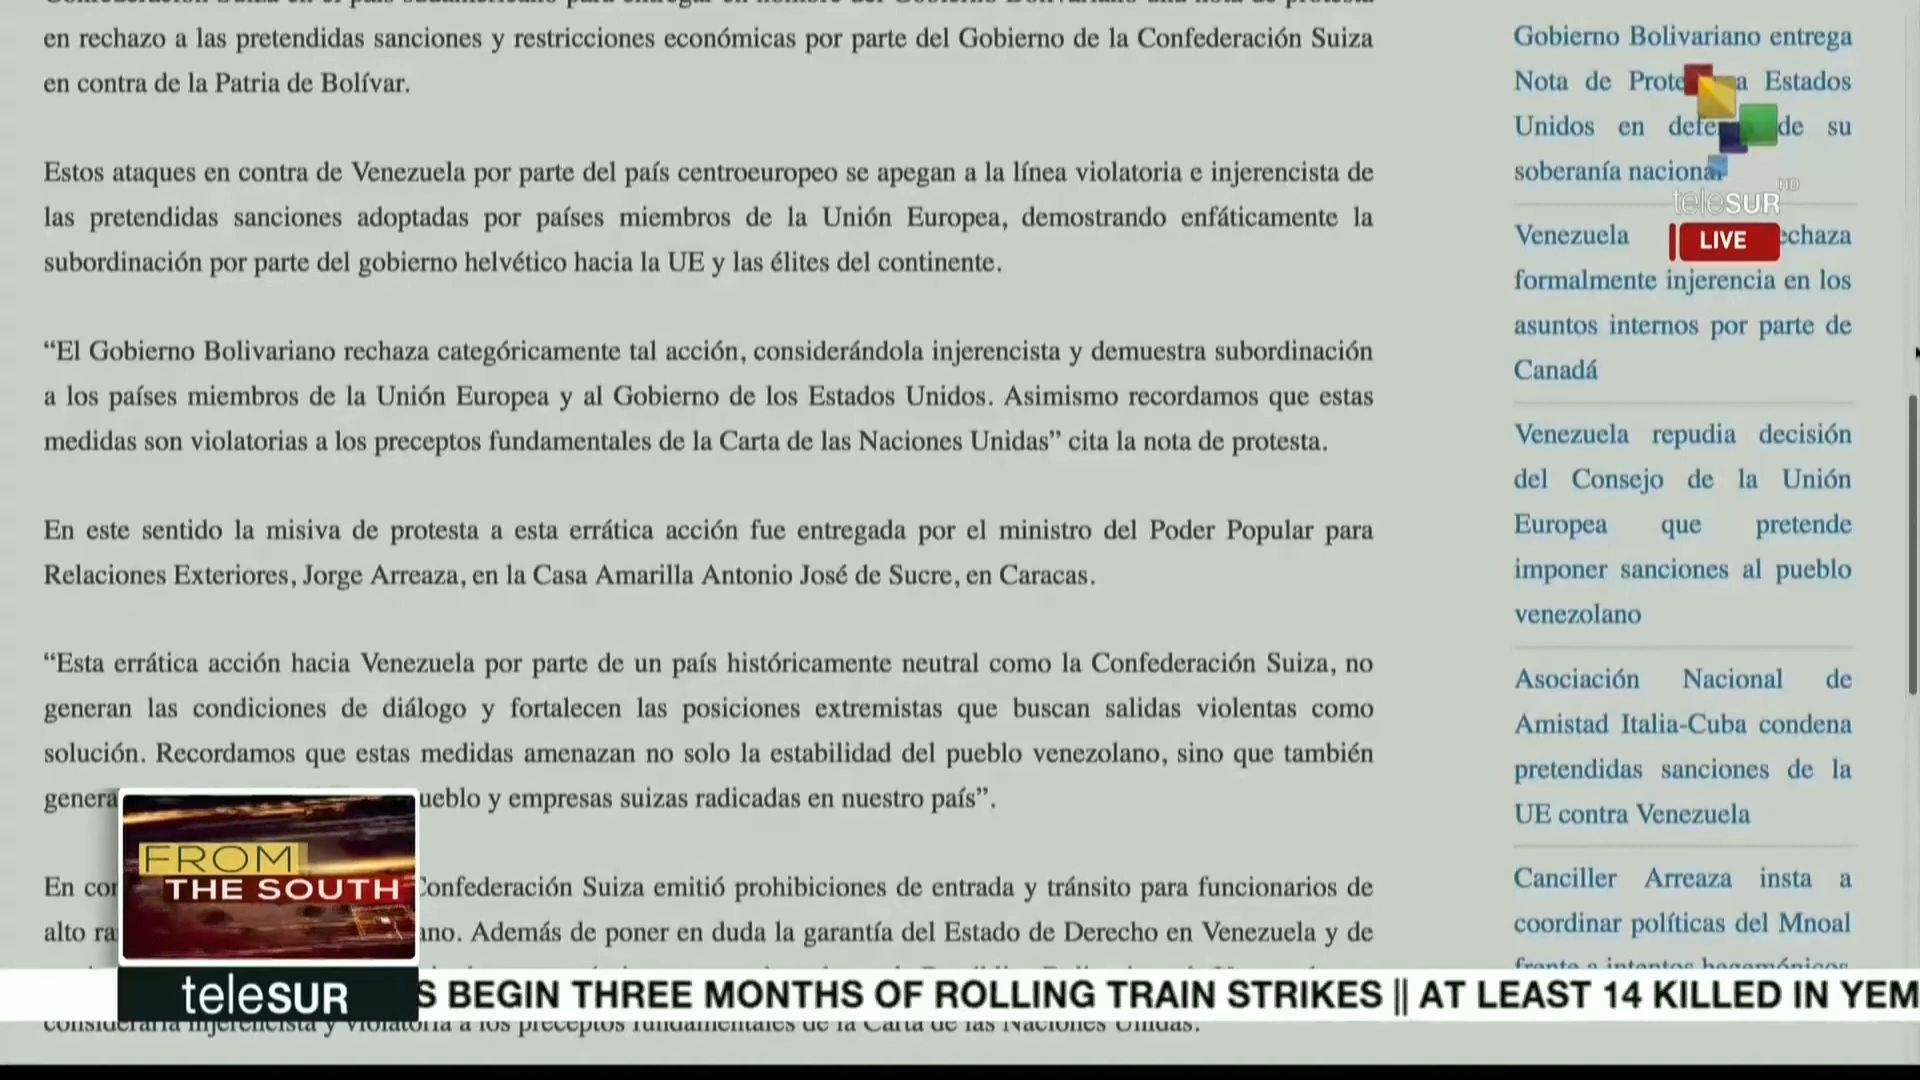 en rechazo a las pretendidas sanciones y restricciones económicas por parte del Gobierno de la Confederación Suiza
en contra de la Patria de Bolívar.
Estos ataques en contra de Venezuela por parte del país centroeuropeo se apegan a la línea violatoria e injerencista de
las pretendidas sanciones adoptadas por países miembros de la Unión Europea, demostrando enfáticamente la
subordinación por parte del gobierno helvético hacia la UE y las élites del continente.
“El Gobierno Bolivariano rechaza categóricamente tal acción, considerándola injerencista y demuestra subordinación
a los países miembros de la Unión Europea y al Gobierno de los Estados Unidos. Asimismo recordamos que estas
medidas son violatorias a los preceptos fundamentales de la Carta de las Naciones Unidas” cita la nota de protesta.
En este sentido la misiva de protesta a esta errática acción fue entregada por el ministro del Poder Popular para
Relaciones Exteriores, Jorge Arreaza, en la Casa Amarilla Antonio José de Sucre, en Caracas.
“Esta errática acción hacia Venezuela por parte de un país históricamente neutral como la Confederación Suiza, no
generan las condiciones de diálogo y fortalecen las posiciones extremistas que buscan salidas violentas como
solución. Recordamos que estas medidas amenazan no solo la estabilidad del pueblo venezolano, sino que también
genera ueblo y empresas suizas radicadas en nuestro país”.
En con Confederación Suiza emitió prohibiciones de entrada y tránsito para funcionarios de
alto ra ano. Además de poner en duda la garantía del Estado de Derecho en Venezuela y de
consideraría injerencista y violatoria a los preceptos fundamentales de la Carta de las Naciones Unidas.
Gobierno Bolivariano entrega
Nota de Prote a Estados
Unidos en defe de su
soberanía nacional
Venezuela echaza
formalmente injerencia en los
asuntos internos por parte de
Canadá
Venezuela repudia decisión
del Consejo de la Unión
Europea que pretende
imponer sanciones al pueblo
venezolano
Asociación Nacional de
Amistad Italia-Cuba condena
pretendidas sanciones de la
UE contra Venezuela
Canciller Arreaza insta a
coordinar políticas del Mnoal
frente a intentos hegemónicos
HD
teleSUR
LIVE
FROM
THE SOUTH
teleSUR
S BEGIN THREE MONTHS OF ROLLING TRAIN STRIKES || AT LEAST 14 KILLED IN YEM